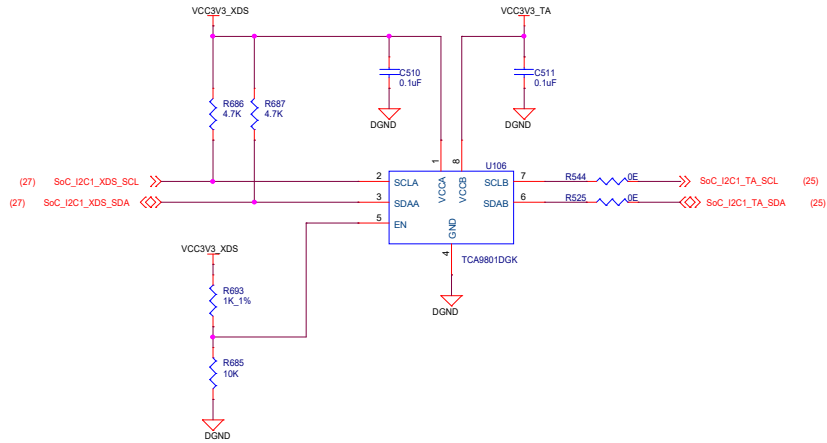 VCC3V3_XDS
VCC3V3_TA
C510
0.1uF
C511
0.1uF
R686
4.7K
R687
4.7K
DGND
DGND
1
8
U106
(27) SoC_I2C1_XDS_SCL
2
SCLA
VCCA
VCCB
SCLB
7
R544
0E
SoC_I2C1_TA_SCL (25)
(27) SoC_I2C1_XDS_SDA
3
SDAA
SDAB
6
R525
0E
SoC_I2C1_TA_SDA (25)
5
EN
GND
4
TCA9801DGK
VCC3V3_XDS
R693
1K_1%
DGND
R685
10K
DGND